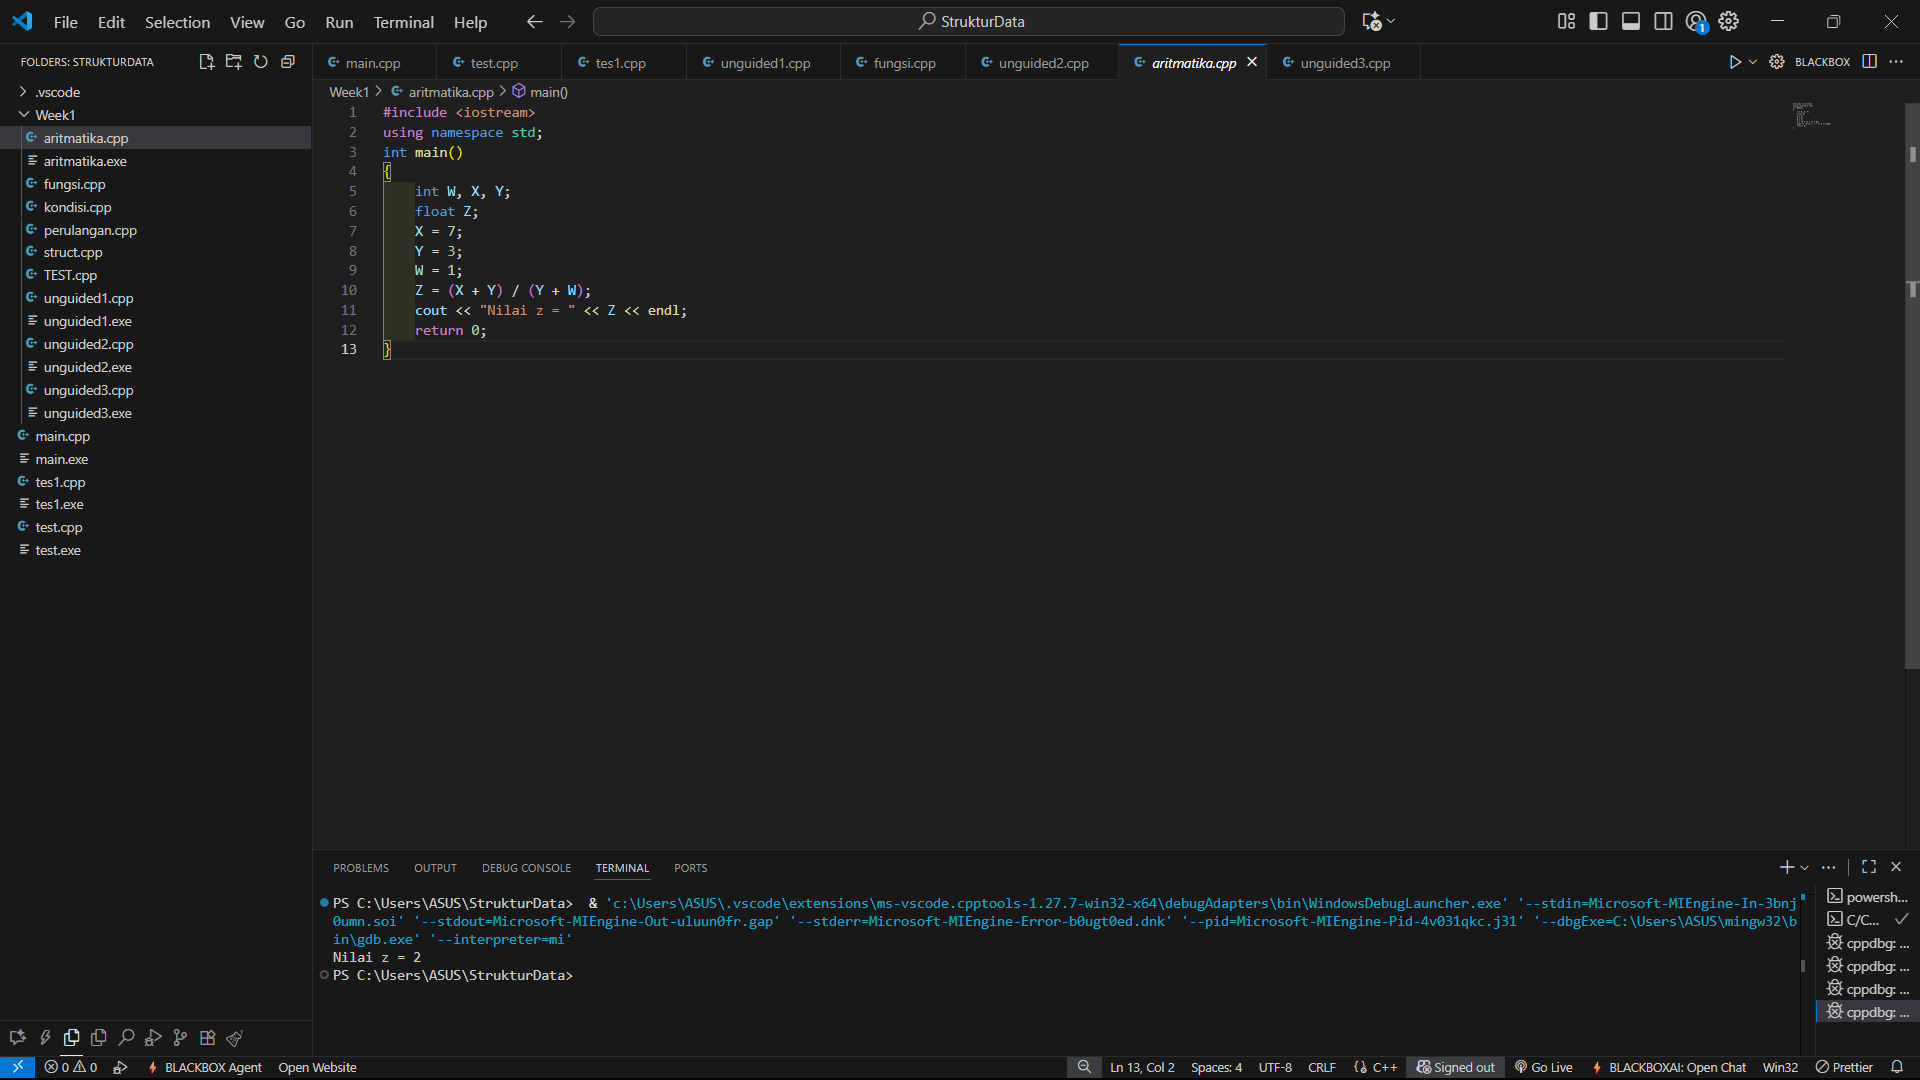 File Edit Selection View Go Run Terminal Help
StrukturData
1
FOLDERS: STRUKTURDATA
.vscode
Week1
aritmatika.cpp
aritmatika.exe
fungsi.cpp
kondisi.cpp
perulangan.cpp
struct.cpp
TEST.cpp
unguided1.cpp
unguided1.exe
unguided2.cpp
unguided2.exe
unguided3.cpp
unguided3.exe
main.cpp
main.exe
tes1.cpp
tes1.exe
test.cpp
test.exe
main.cpp test.cpp tes1.cpp unguided1.cpp fungsi.cpp unguided2.cpp aritmatika.cpp unguided3.cpp
BLACKBOX
Week1 > aritmatika.cpp > main()
1 #include <iostream>
2 using namespace std;
3 int main()
4 {
5 int W, X, Y;
6 float Z;
7 X = 7;
8 Y = 3;
9 W = 1;
10 Z = (X + Y) / (Y + W);
11 cout << "Nilai z = " << Z << endl;
12 return 0;
13 }
PROBLEMS OUTPUT DEBUG CONSOLE TERMINAL PORTS
PS C:\Users\ASUS\StrukturData> & 'c:\Users\ASUS\.vscode\extensions\ms-vscode.cpptools-1.27.7-win32-x64\debugAdapters\bin\WindowsDebugLauncher.exe' '--stdin=Microsoft-MIEngine-In-3bnj
0umn.soi' '--stdout=Microsoft-MIEngine-Out-uluun0fr.gap' '--stderr=Microsoft-MIEngine-Error-b0ugt0ed.dnk' '--pid=Microsoft-MIEngine-Pid-4v031qkc.j31' '--dbgExe=C:\Users\ASUS\mingw32\b
in\gdb.exe' '--interpreter=mi'
Nilai z = 2
PS C:\Users\ASUS\StrukturData>
powersh...
C/C...
cppdbg: ...
cppdbg: ...
cppdbg: ...
cppdbg: ...
0 0 BLACKBOX Agent Open Website Ln 13, Col 2 Spaces: 4 UTF-8 CRLF {} C++ Signed out Go Live BLACKBOXAI: Open Chat Win32 Prettier